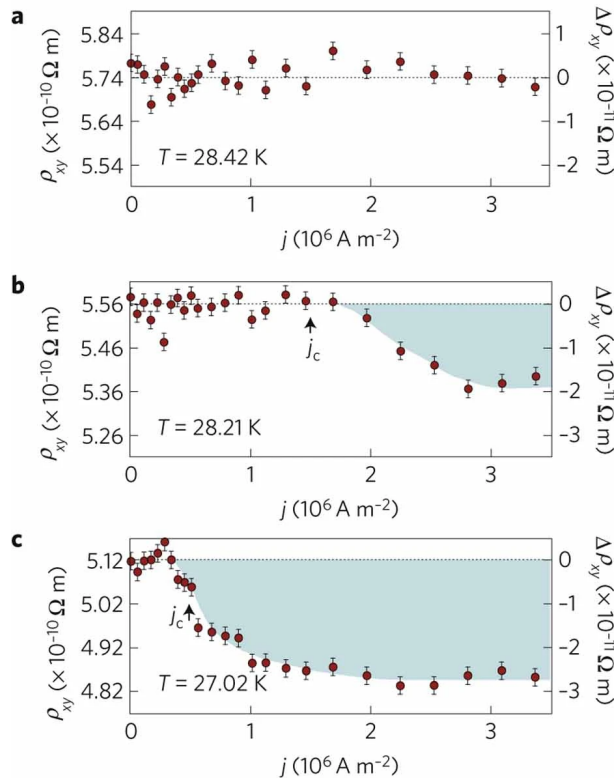 a
5.84
5.74
5.64
5.54
ρxy (×10⁻¹⁰ Ω m)
1
0
−1
−2
Δρxy (×10⁻¹¹ Ω m)
T = 28.42 K
0 1 2 3
j (10⁶ A m⁻²)
b
5.56
5.46
5.36
5.26
ρxy (×10⁻¹⁰ Ω m)
0
−1
−2
−3
Δρxy (×10⁻¹¹ Ω m)
jc
T = 28.21 K
0 1 2 3
j (10⁶ A m⁻²)
c
5.12
5.02
4.92
4.82
ρxy (×10⁻¹⁰ Ω m)
0
−1
−2
−3
Δρxy (×10⁻¹¹ Ω m)
jc
T = 27.02 K
0 1 2 3
j (10⁶ A m⁻²)